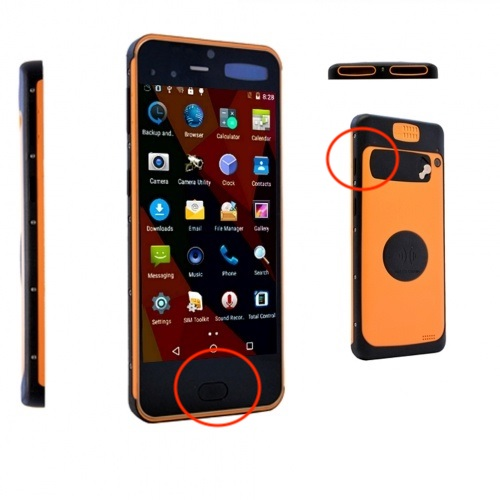 8:28
Backup and..
Browser
Calculator
Calendar
Camera
Camera Utility
Clock
Contacts
Downloads
Email
File Manager
Gallery
Messaging
Music
Phone
Search
Settings
SIM Toolkit
Sound Recor.
Total Control